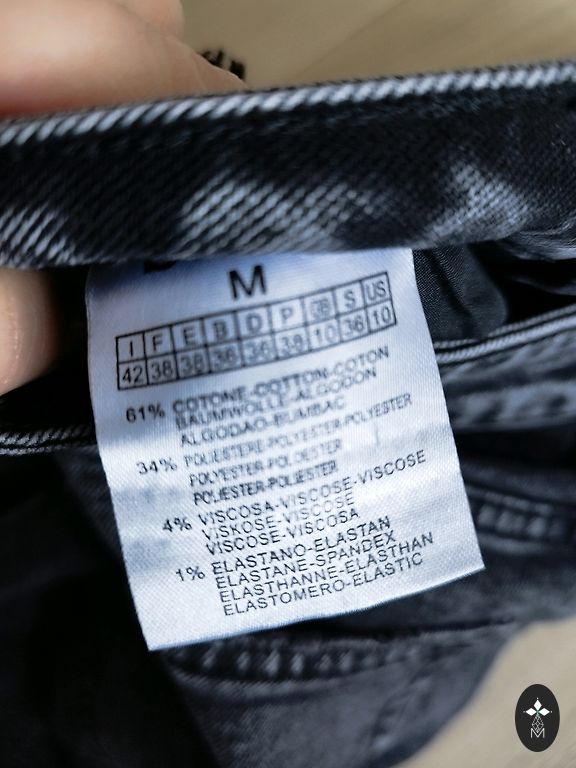 M
I F E B D P GB S US
42 38 38 36 36 38 10 36 10
61% COTONE-COTTON-COTON
BAUMWOLLE-ALGODON
ALGODAO-BUMBAC
34% POLIESTERE-POLYESTER-POLYESTER
POLYESTER-POLIESTER
POLIESTER-POLIESTER
4% VISCOSA-VISCOSE-VISCOSE
VISKOSE-VISCOSE
VISCOSE-VISCOSA
1% ELASTANO-ELASTAN
ELASTANE-SPANDEX
ELASTHANNE-ELASTHAN
ELASTOMERO-ELASTIC
M